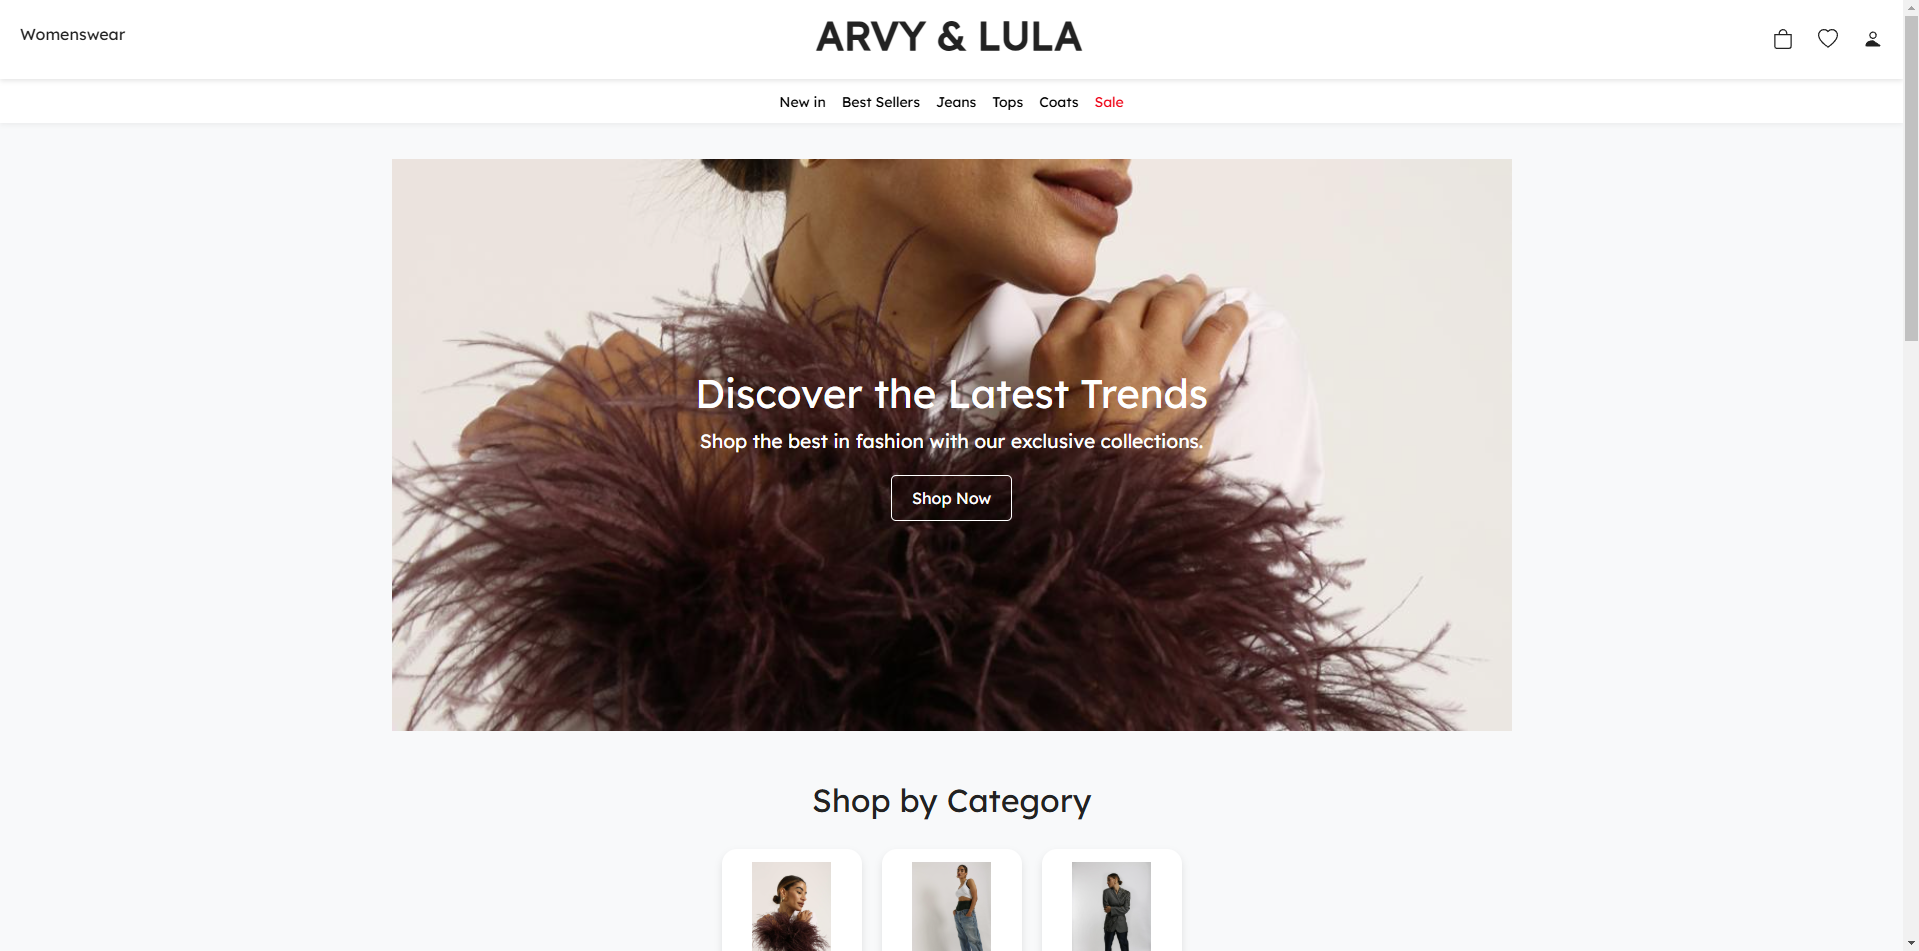 Womenswear
ARVY & LULA
New in Best Sellers Jeans Tops Coats Sale
Discover the Latest Trends
Shop the best in fashion with our exclusive collections.
Shop Now
Shop by Category